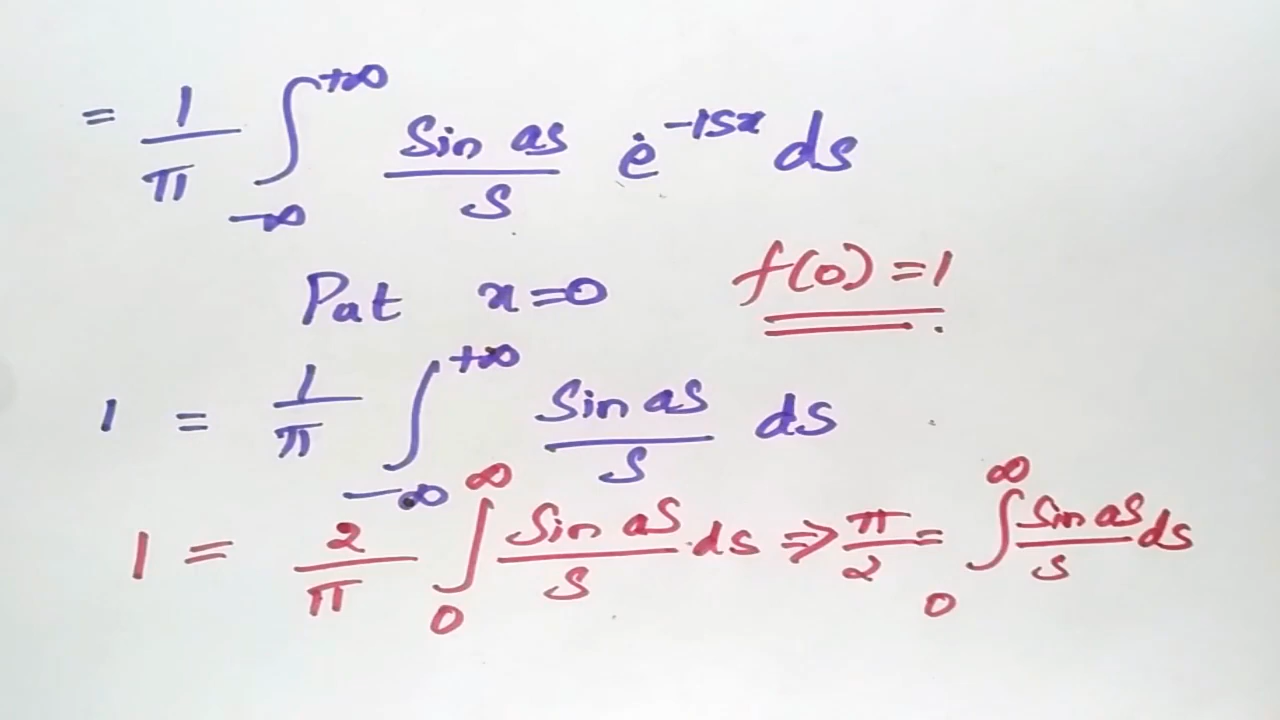 = 1/π ∫_{-∞}^{+∞} Sin as/s e^{-isx} ds
Put x=0 f(0)=1
1 = 1/π ∫_{-∞}^{+∞} Sin as/s ds
1 = 2/π ∫_0^∞ Sin as/s ds ⇒ π/2 = ∫_0^∞ Sin as/s ds